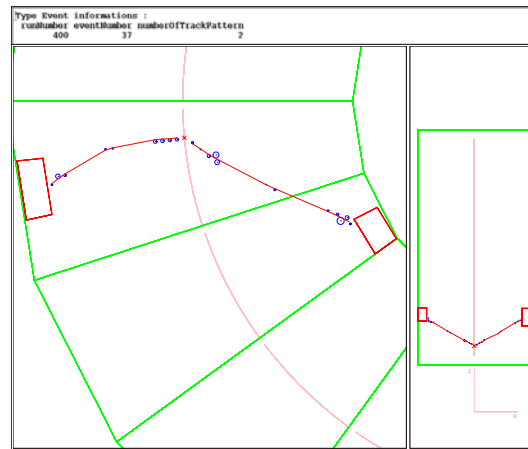 Type Event informations :
runNumber eventNumber numberOfTrackPattern
400 37 2